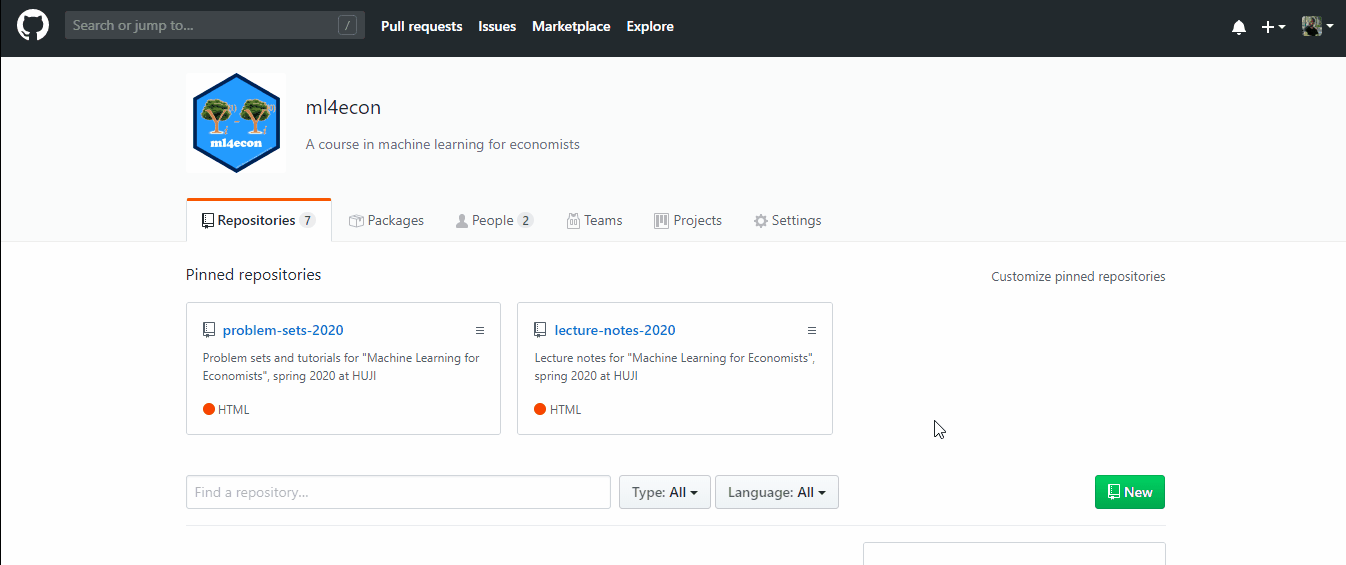 Search or jump to... /
Pull requests Issues Marketplace Explore
ml4econ
ml4econ
A course in machine learning for economists
Repositories 7 Packages People 2 Teams Projects Settings
Pinned repositories
Customize pinned repositories
problem-sets-2020
Problem sets and tutorials for "Machine Learning for
Economists", spring 2020 at HUJI
HTML
lecture-notes-2020
Lecture notes for "Machine Learning for Economists",
spring 2020 at HUJI
HTML
Find a repository...
Type: All
Language: All
New